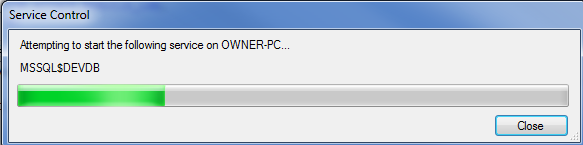 Service Control
Attempting to start the following service on OWNER-PC...
MSSQL$DEVDB
Close